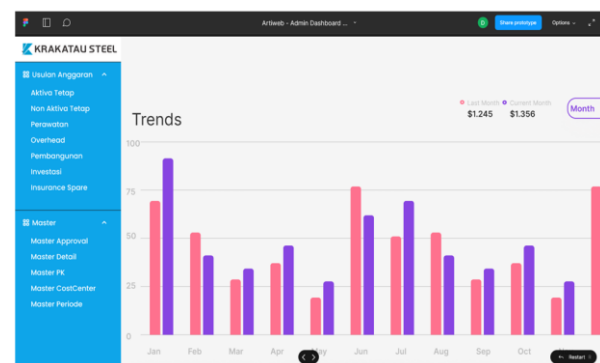 Artiweb - Admin Dashboard ...
D
Share prototype
Options
KRAKATAU STEEL
Usulan Anggaran
Aktiva Tetap
Non Aktiva Tetap
Perawatan
Overhead
Pembangunan
Investasi
Insurance Spare
Master
Master Approval
Master Detail
Master PK
Master CostCenter
Master Periode
Trends
Last Month
Current Month
$1.245
$1.356
Month
100
75
50
25
0
Jan
Feb
Mar
Apr
Jun
Jul
Aug
Sep
Oct
Restart